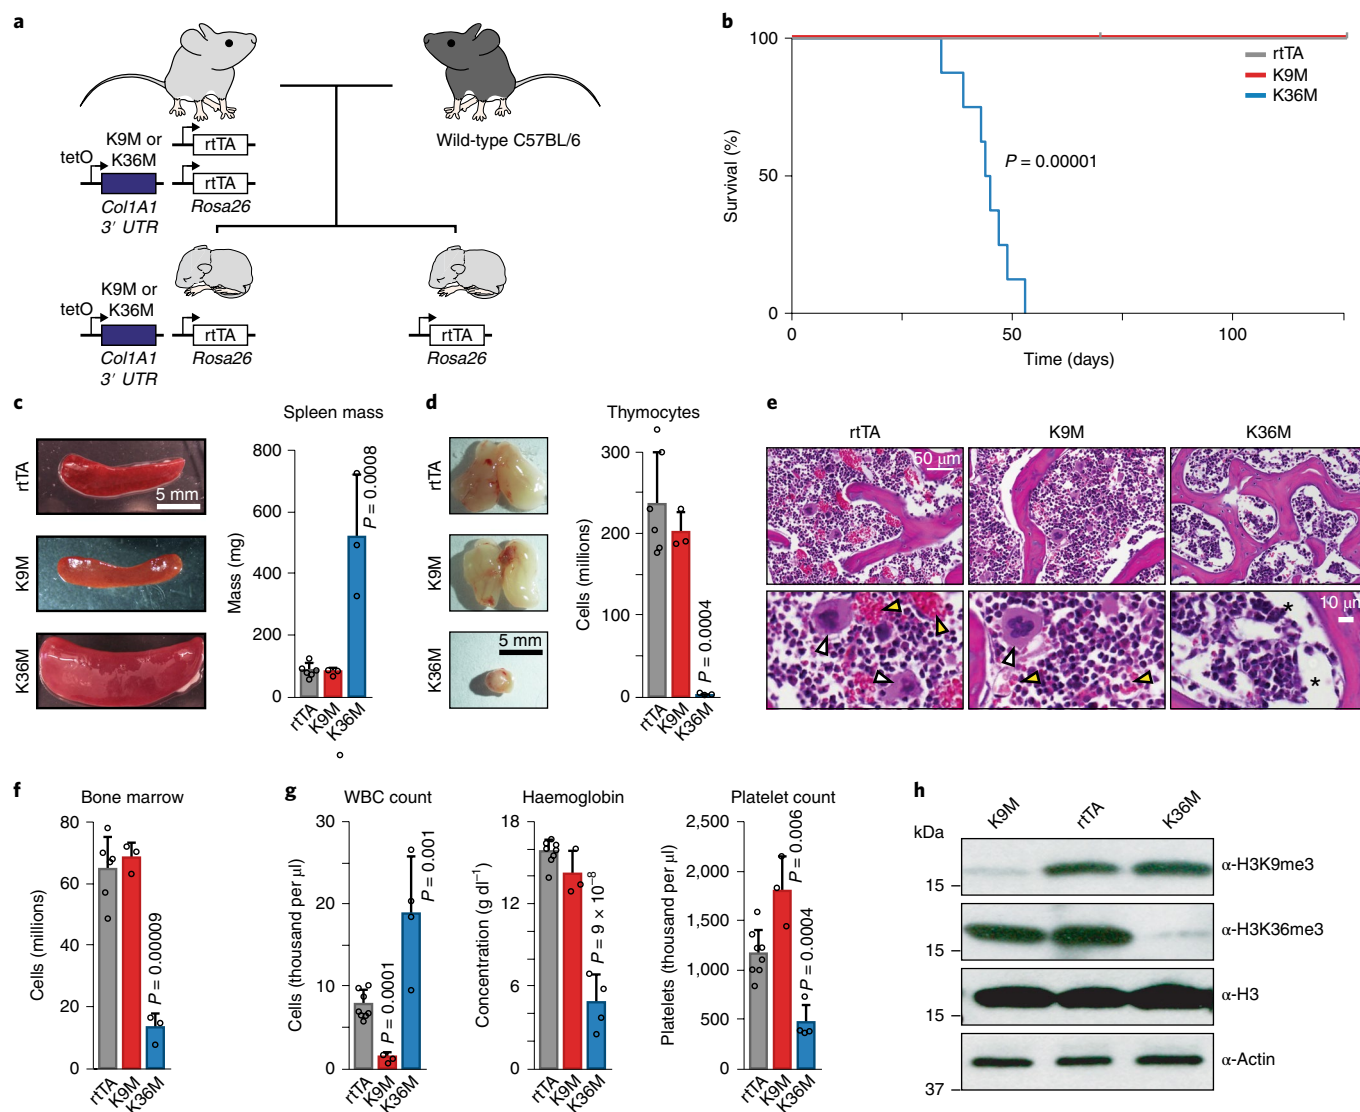 a
K9M or
K36M
tetO
rtTA
rtTA
Col1A1
3′ UTR
Rosa26
Wild-type C57BL/6
K9M or
K36M
tetO
rtTA
Col1A1
3′ UTR
Rosa26
rtTA
Rosa26
b
100
50
0
Survival (%)
0
50
100
Time (days)
rtTA
K9M
K36M
P = 0.00001
c
rtTA
5 mm
K9M
K36M
Spleen mass
Mass (mg)
800
600
400
200
0
P = 0.0008
rtTA
K9M
K36M
d
rtTA
K9M
K36M
5 mm
Thymocytes
Cells (millions)
300
200
100
0
P = 0.0004
rtTA
K9M
K36M
e
rtTA
K9M
K36M
50 μm
10 μm
*
*
f
Bone marrow
Cells (millions)
80
60
40
20
0
P = 0.00009
rtTA
K9M
K36M
g
WBC count
Cells (thousand per μl)
30
20
10
0
P = 0.0001
P = 0.001
rtTA
K9M
K36M
Haemoglobin
Concentration (g dl⁻¹)
18
12
6
0
P = 9 × 10⁻⁸
rtTA
K9M
K36M
Platelet count
Platelets (thousand per μl)
2,500
2,000
1,500
1,000
500
0
P = 0.006
P = 0.0004
rtTA
K9M
K36M
h
kDa
K9M
rtTA
K36M
15
α-H3K9me3
15
α-H3K36me3
15
α-H3
37
α-Actin